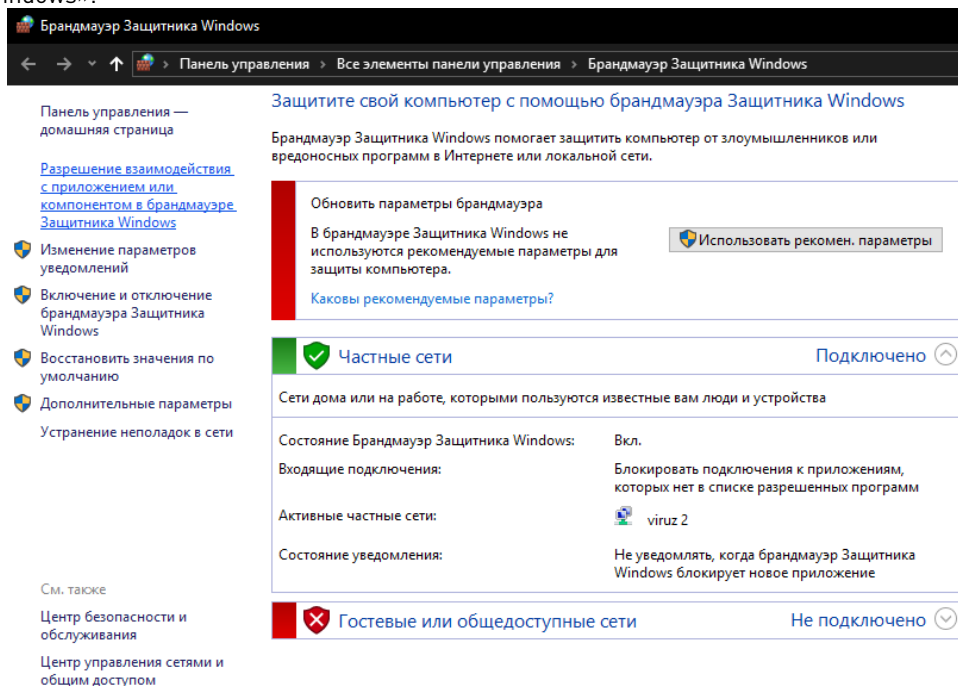 ndows».
Брандмауэр Защитника Windows
Панель управления › Все элементы панели управления › Брандмауэр Защитника Windows
Панель управления —
домашняя страница
Разрешение взаимодействия
с приложением или
компонентом в брандмауэре
Защитника Windows
Изменение параметров
уведомлений
Включение и отключение
брандмауэра Защитника
Windows
Восстановить значения по
умолчанию
Дополнительные параметры
Устранение неполадок в сети
См. также
Центр безопасности и
обслуживания
Центр управления сетями и
общим доступом
Защитите свой компьютер с помощью брандмауэра Защитника Windows
Брандмауэр Защитника Windows помогает защитить компьютер от злоумышленников или
вредоносных программ в Интернете или локальной сети.
Обновить параметры брандмауэра
В брандмауэре Защитника Windows не
используются рекомендуемые параметры для
защиты компьютера.
Использовать рекомен. параметры
Каковы рекомендуемые параметры?
Частные сети
Подключено
Сети дома или на работе, которыми пользуются известные вам люди и устройства
Состояние Брандмауэр Защитника Windows: Вкл.
Входящие подключения: Блокировать подключения к приложениям,
которых нет в списке разрешенных программ
Активные частные сети: viruz 2
Состояние уведомления: Не уведомлять, когда брандмауэр Защитника
Windows блокирует новое приложение
Гостевые или общедоступные сети
Не подключено